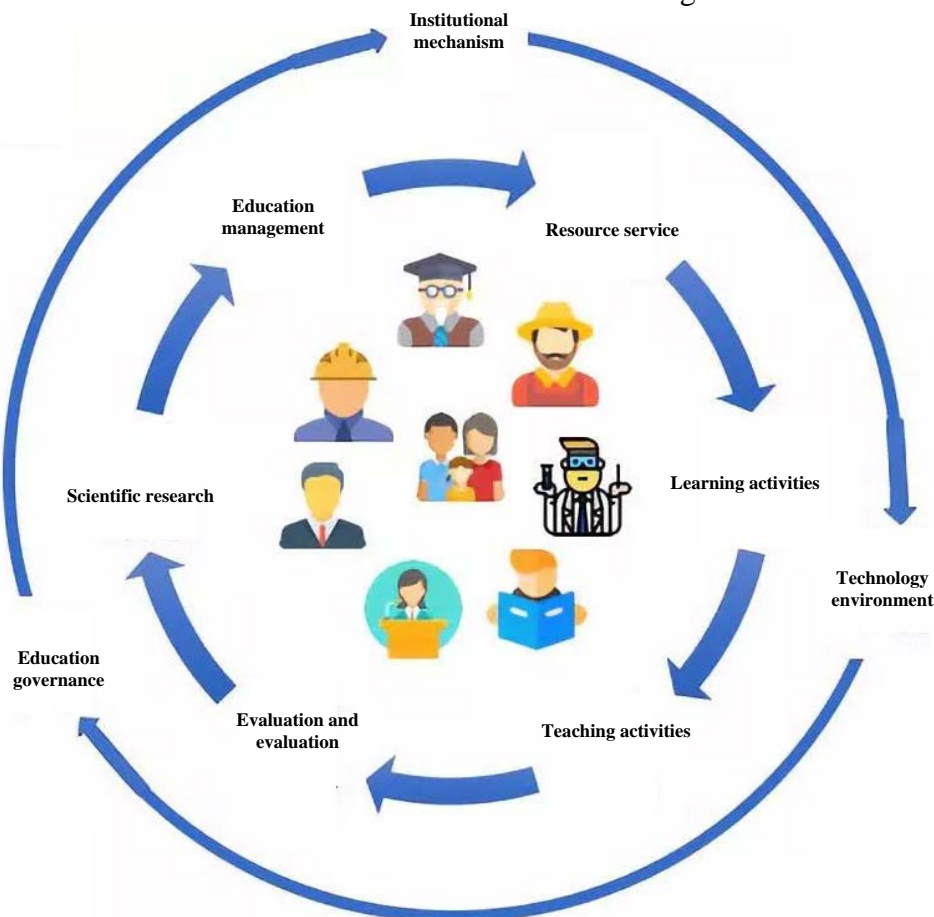 Institutional
mechanism
Education
management
Resource service
Scientific research
Learning activities
Technology
environment
Education
governance
Evaluation and
evaluation
Teaching activities